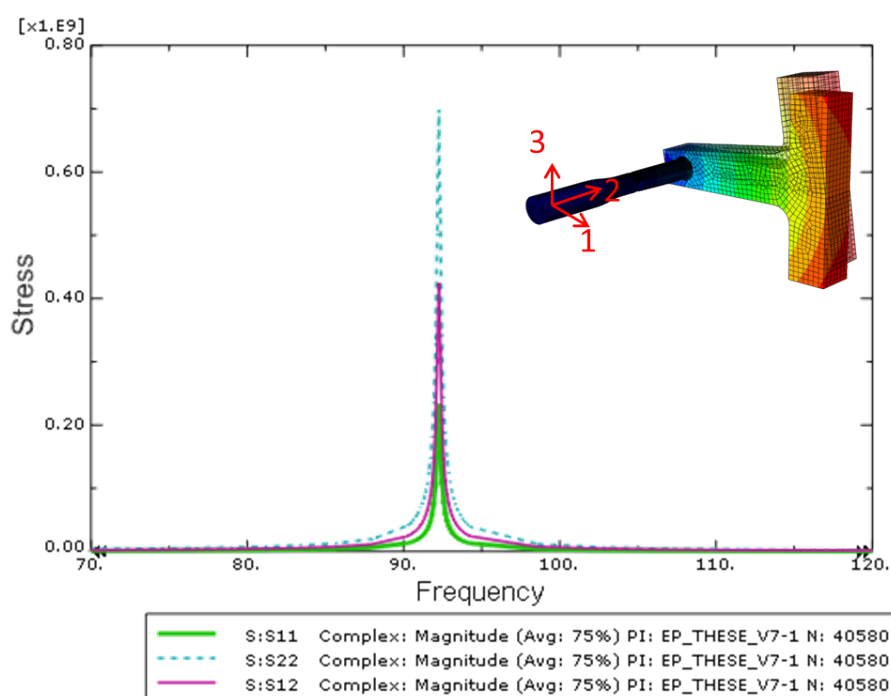 [x1.E9]
0.80
0.60
0.40
0.20
0.00
Stress
70.
80.
90.
100.
110.
120.
Frequency
3
2
1
S:S11 Complex: Magnitude (Avg: 75%) PI: EP_THESE_V7-1 N: 40580
S:S22 Complex: Magnitude (Avg: 75%) PI: EP_THESE_V7-1 N: 40580
S:S12 Complex: Magnitude (Avg: 75%) PI: EP_THESE_V7-1 N: 40580